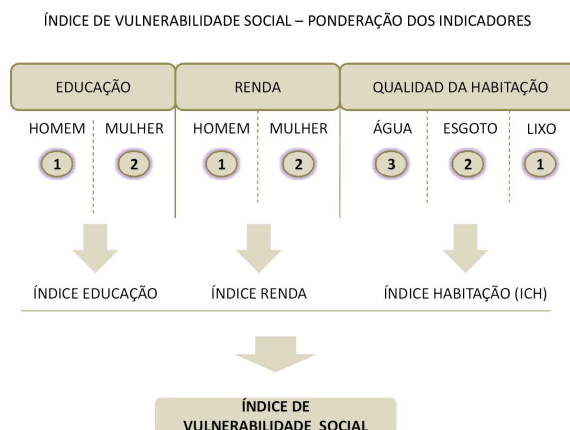 ÍNDICE DE VULNERABILIDADE SOCIAL – PONDERAÇÃO DOS INDICADORES
EDUCAÇÃO RENDA QUALIDAD DA HABITAÇÃO
HOMEM MULHER HOMEM MULHER ÁGUA ESGOTO LIXO
1 2 1 2 3 2 1
ÍNDICE EDUCAÇÃO ÍNDICE RENDA ÍNDICE HABITAÇÃO (ICH)
ÍNDICE DE
VULNERABILIDADE SOCIAL